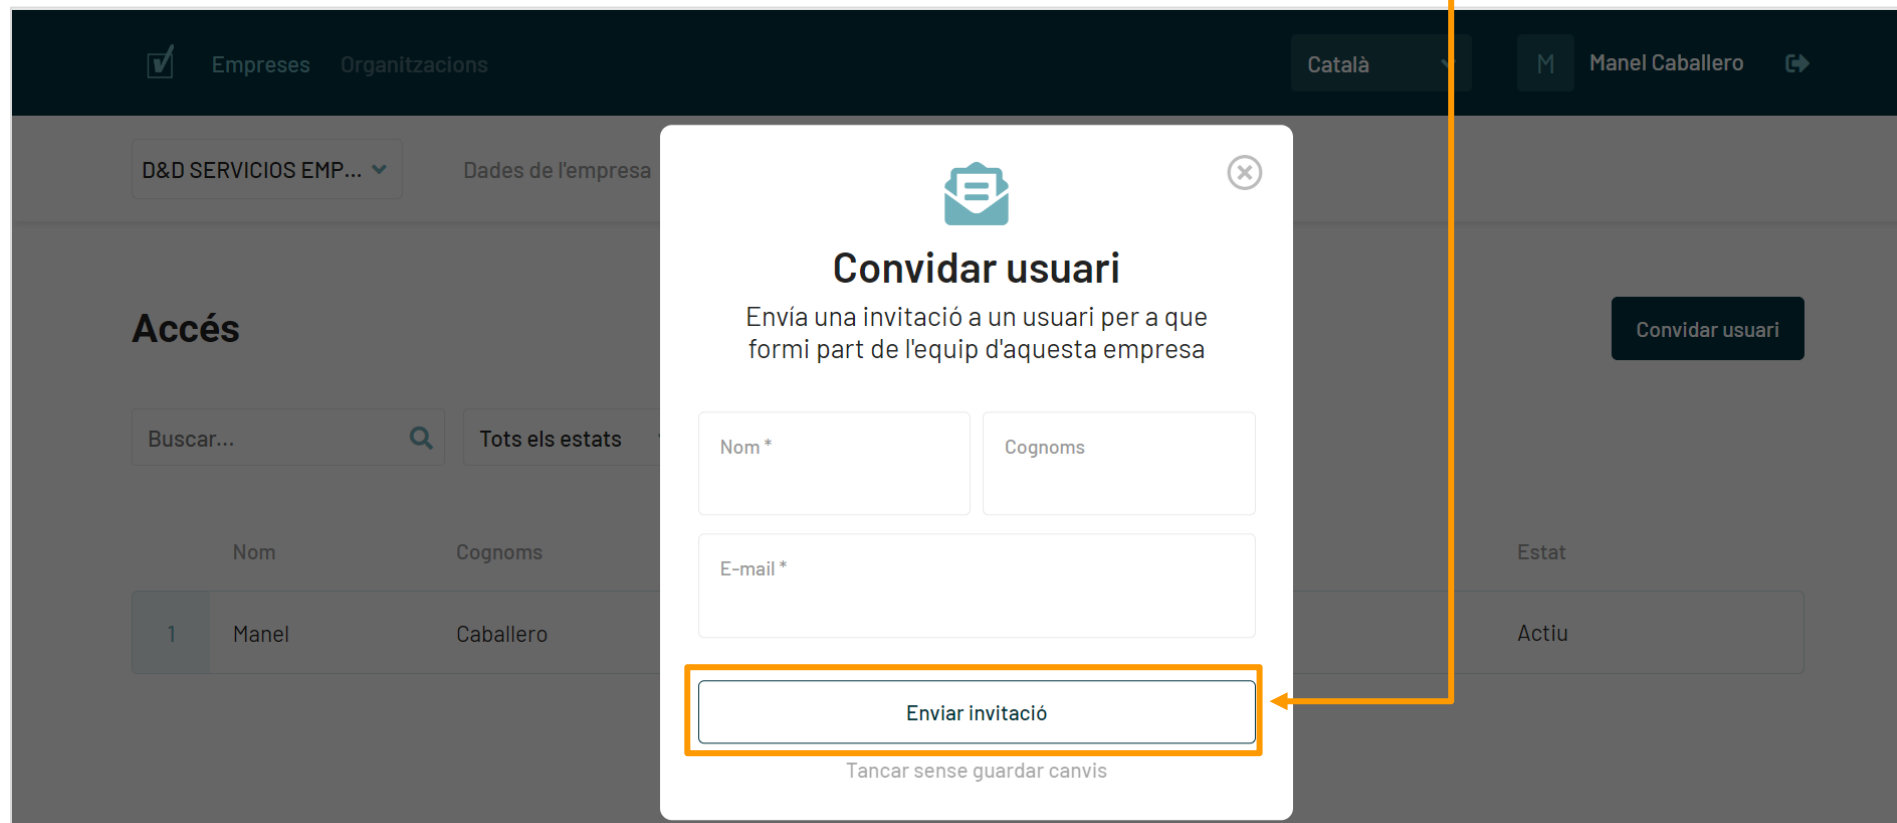 Empreses Organitzacions Català M Manel Caballero
D&D SERVICIOS EMP... Dades de l'empresa
Convidar usuari
Envía una invitació a un usuari per a que
formi part de l'equip d'aquesta empresa
Accés
Convidar usuari
Buscar... Tots els estats
Nom * Cognoms
E-mail *
Nom Cognoms Estat
1 Manel Caballero Actiu
Enviar invitació
Tancar sense guardar canvis